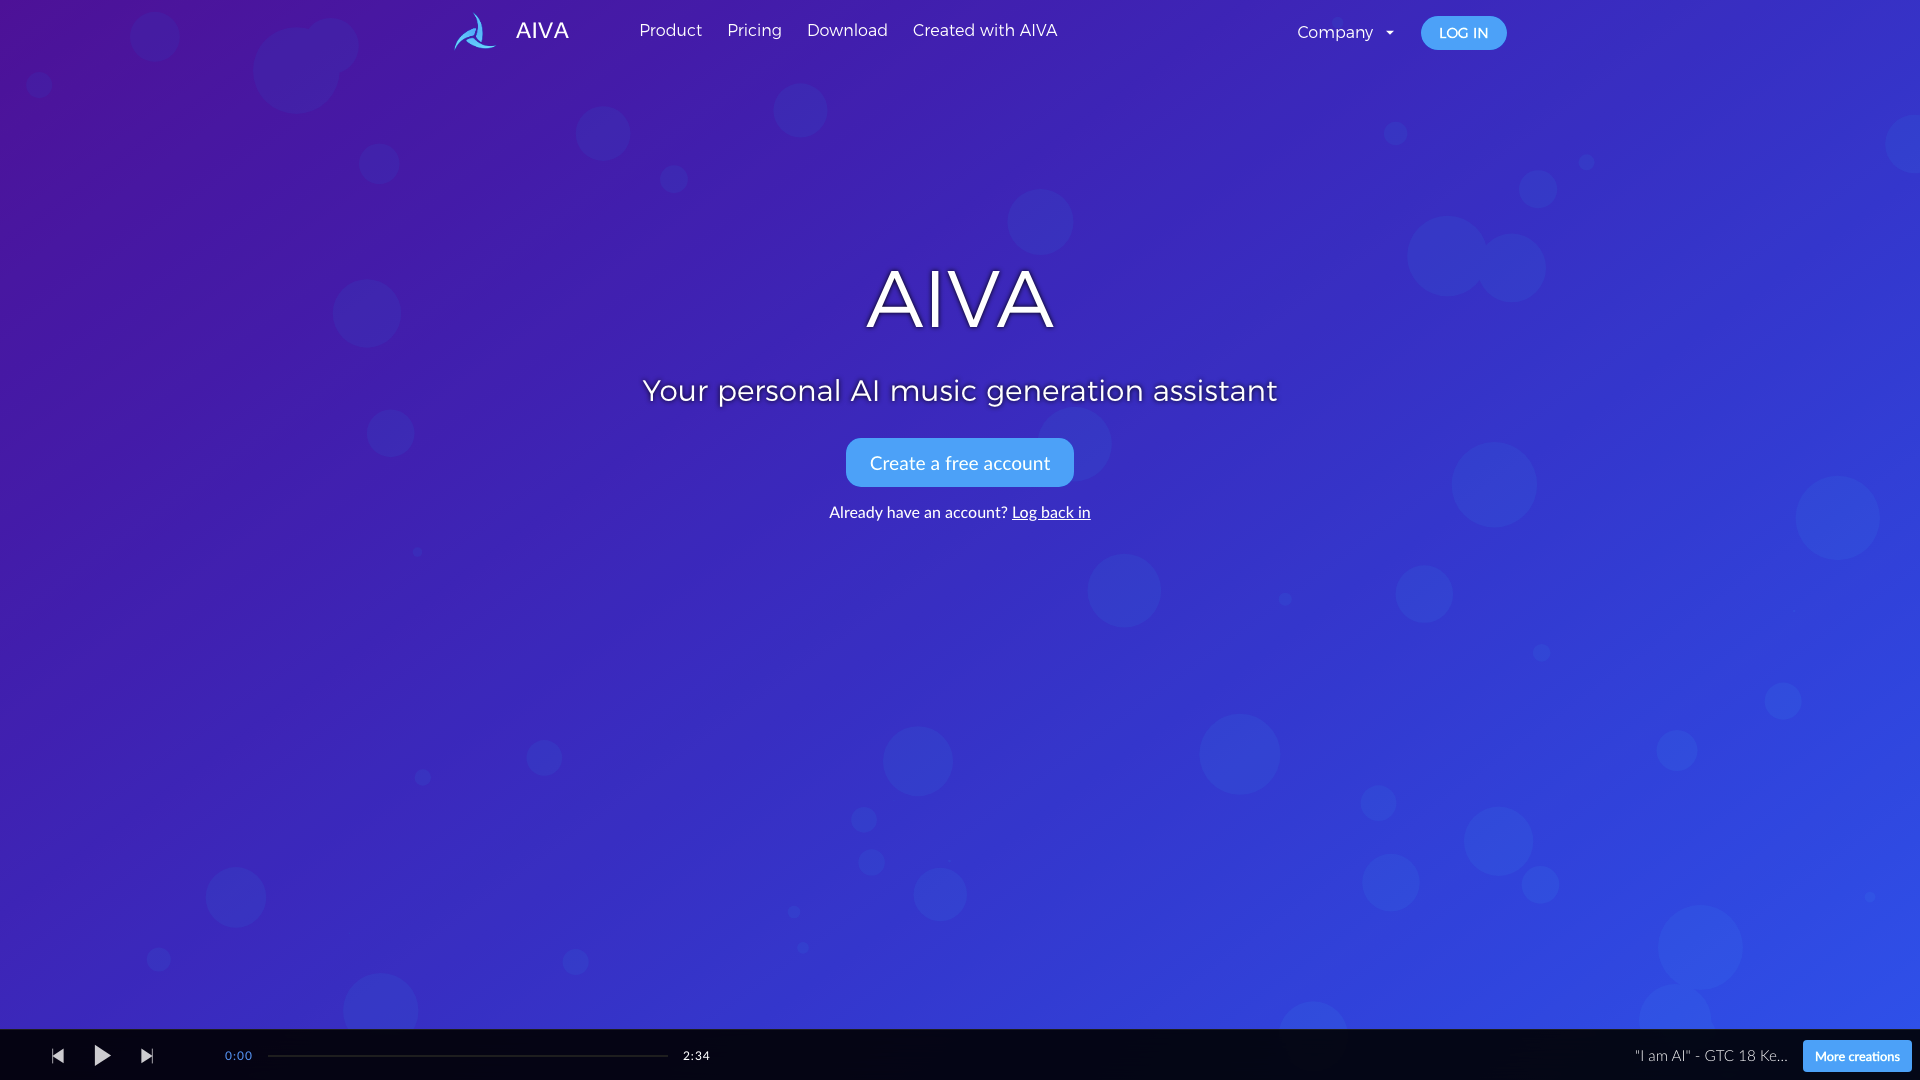 AIVA
Product
Pricing
Download
Created with AIVA
Company
LOG IN
AIVA
Your personal AI music generation assistant
Create a free account
Already have an account? Log back in
0:00
2:34
"I am AI" - GTC 18 Ke...
More creations